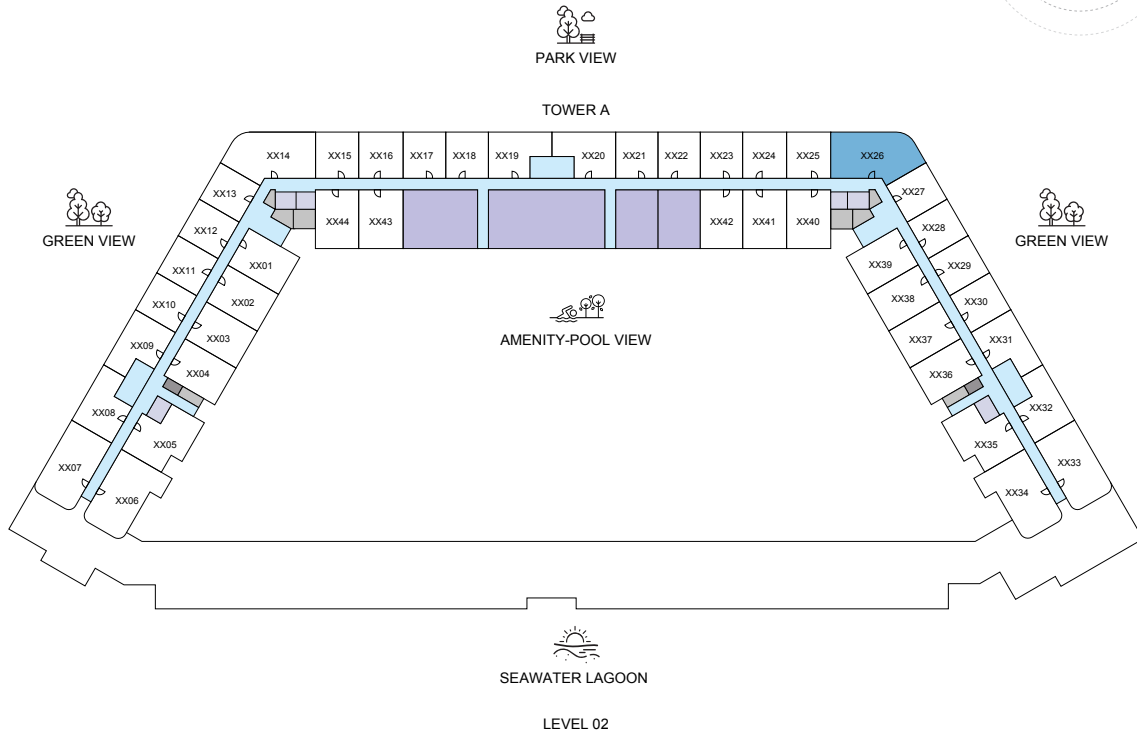 PARK VIEW
TOWER A
XX14
XX15
XX16
XX17
XX18
XX19
XX20
XX21
XX22
XX23
XX24
XX25
XX26
XX13
XX27
XX44
XX43
XX42
XX41
XX40
XX12
XX28
GREEN VIEW
GREEN VIEW
XX11
XX01
XX39
XX29
XX10
XX02
XX38
XX30
XX09
XX03
XX37
XX31
AMENITY-POOL VIEW
XX04
XX36
XX08
XX32
XX05
XX35
XX07
XX33
XX06
XX34
SEAWATER LAGOON
LEVEL 02